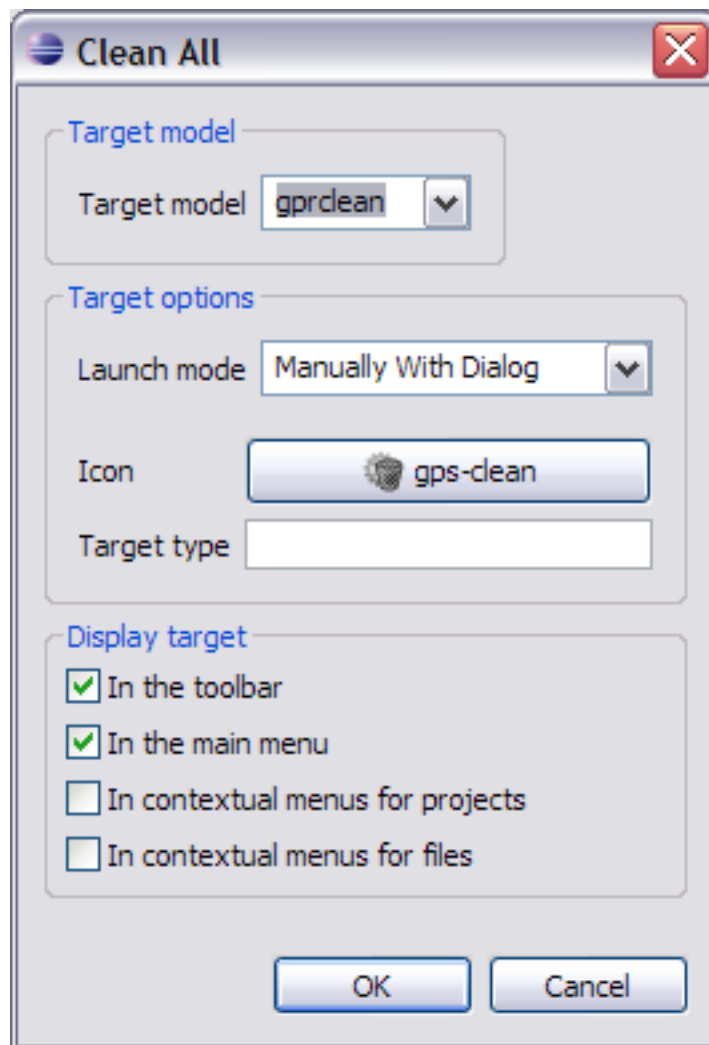 Clean All
Target model
Target model gprclean
Target options
Launch mode Manually With Dialog
Icon gps-clean
Target type
Display target
In the toolbar
In the main menu
In contextual menus for projects
In contextual menus for files
OK Cancel